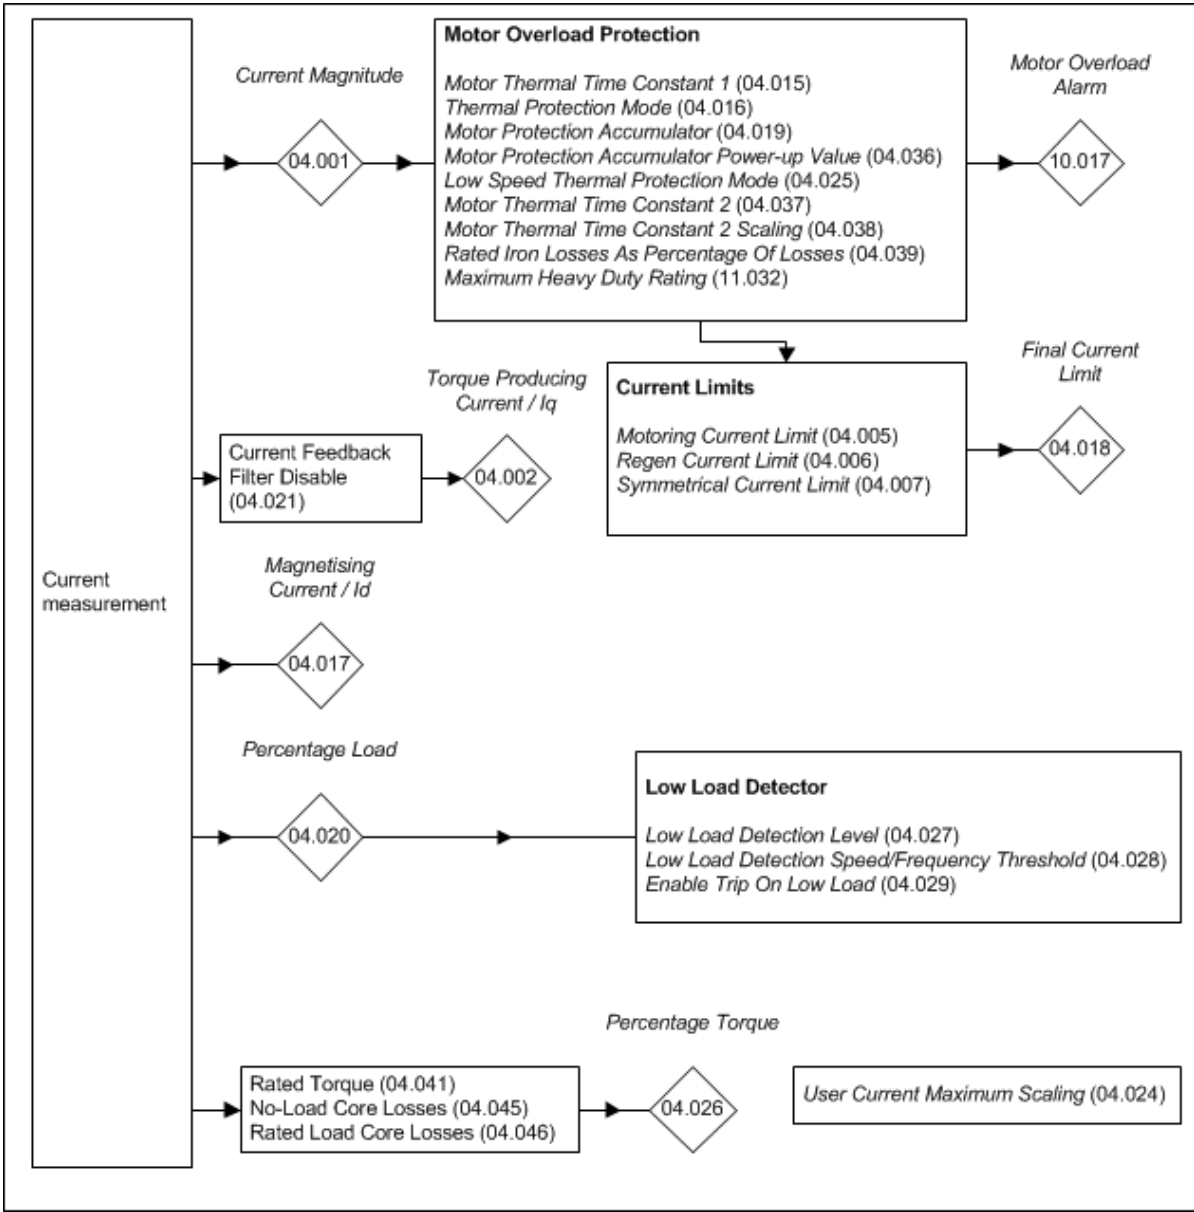 Current
measurement
Current Magnitude
04.001
Motor Overload Protection
Motor Thermal Time Constant 1 (04.015)
Thermal Protection Mode (04.016)
Motor Protection Accumulator (04.019)
Motor Protection Accumulator Power-up Value (04.036)
Low Speed Thermal Protection Mode (04.025)
Motor Thermal Time Constant 2 (04.037)
Motor Thermal Time Constant 2 Scaling (04.038)
Rated Iron Losses As Percentage Of Losses (04.039)
Maximum Heavy Duty Rating (11.032)
Motor Overload
Alarm
10.017
Current Feedback
Filter Disable
(04.021)
Torque Producing
Current / Iq
04.002
Current Limits
Motoring Current Limit (04.005)
Regen Current Limit (04.006)
Symmetrical Current Limit (04.007)
Final Current
Limit
04.018
Magnetising
Current / Id
04.017
Percentage Load
04.020
Low Load Detector
Low Load Detection Level (04.027)
Low Load Detection Speed/Frequency Threshold (04.028)
Enable Trip On Low Load (04.029)
Rated Torque (04.041)
No-Load Core Losses (04.045)
Rated Load Core Losses (04.046)
Percentage Torque
04.026
User Current Maximum Scaling (04.024)